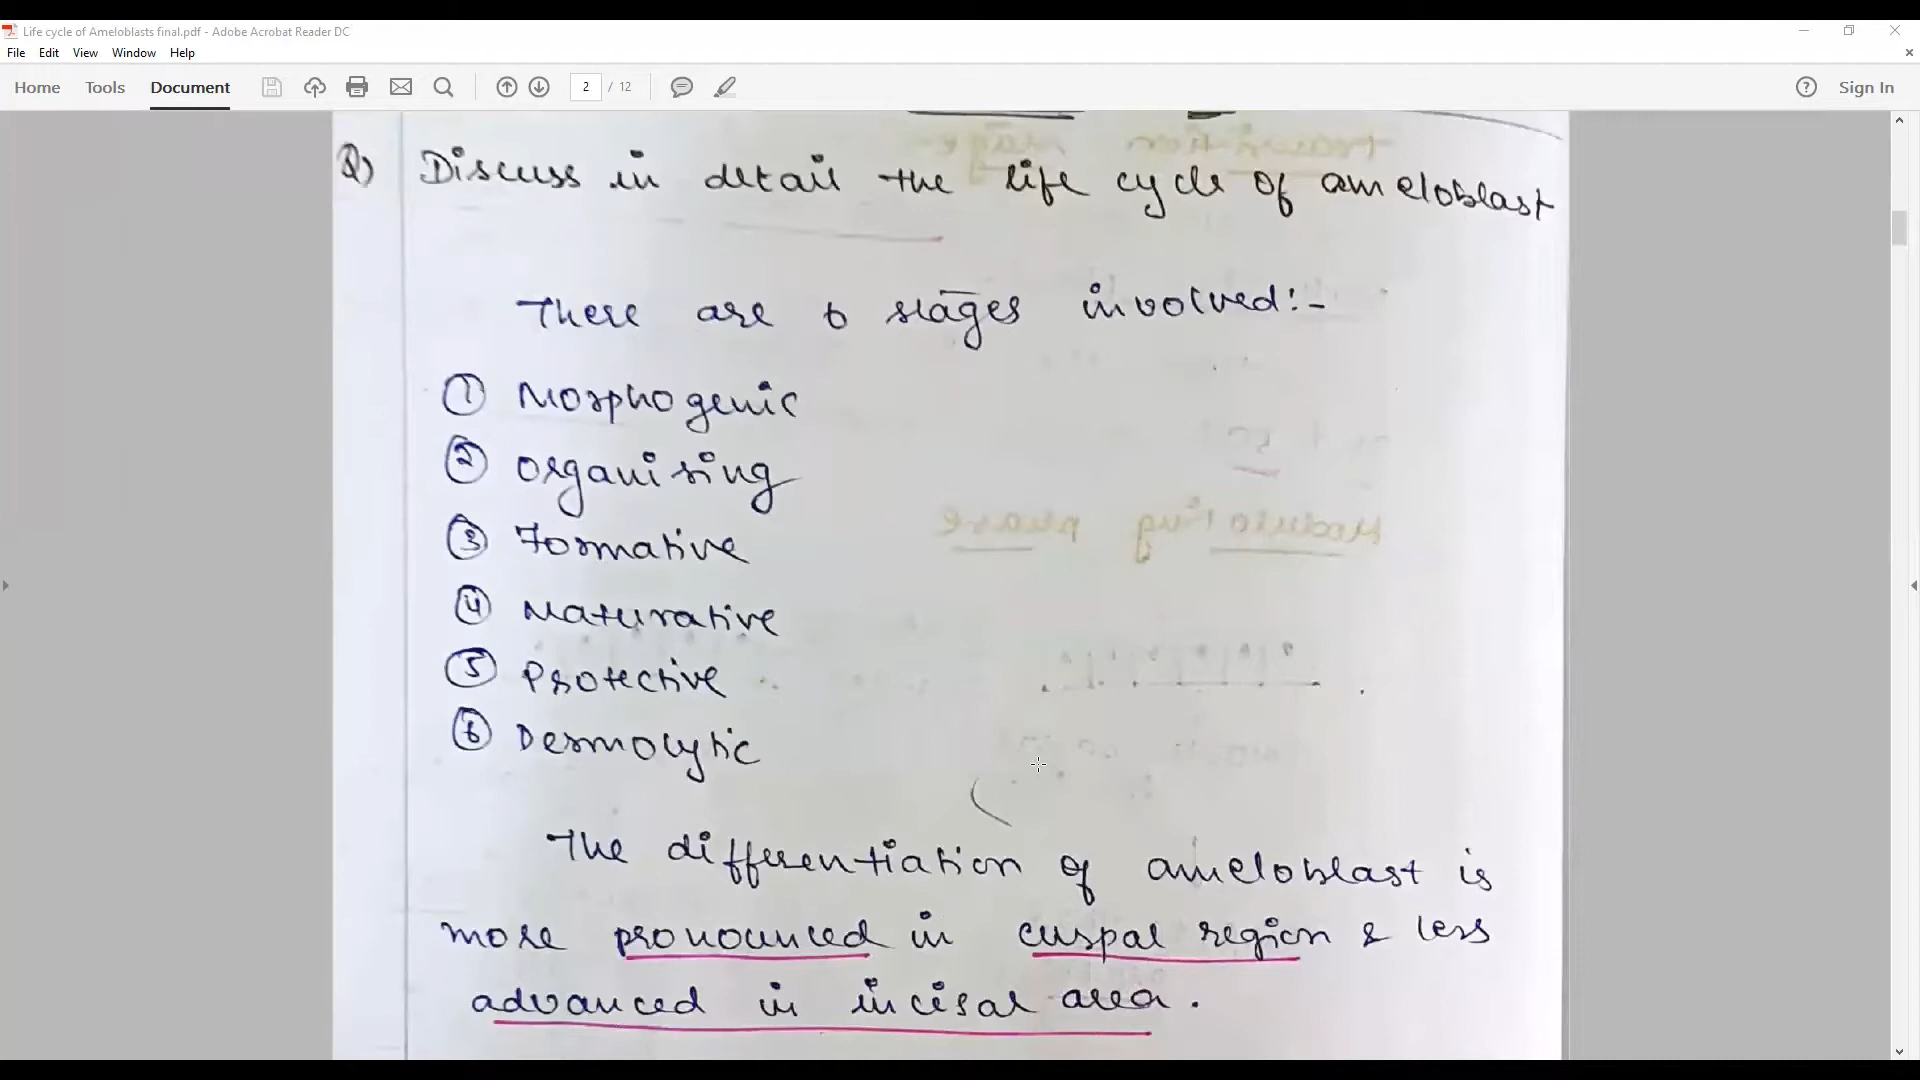 Life cycle of Ameloblasts final.pdf - Adobe Acrobat Reader DC
File Edit View Window Help
Home Tools Document 2 / 12 Sign In
Q) Discuss in detail the life cycle of ameloblast
There are 6 stages involved:-
① Morphogenic
② Organising
③ Formative
④ Maturative
⑤ Protective
⑥ Desmolytic
The differentiation of ameloblast is
more pronounced in cuspal region & less
advanced in incisal area.